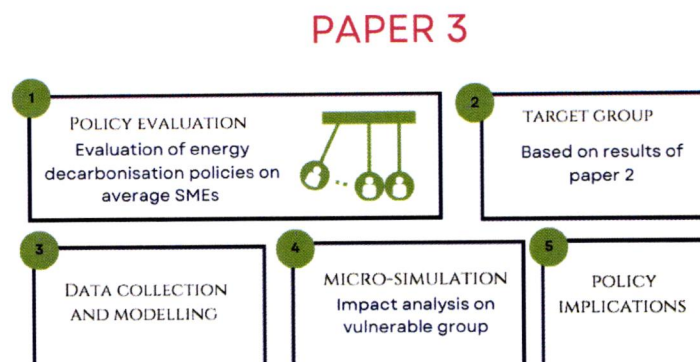 PAPER 3
1
POLICY EVALUATION
Evaluation of energy
decarbonisation policies on
average SMEs
2
TARGET GROUP
Based on results of
paper 2
3
DATA COLLECTION
AND MODELLING
4
MICRO-SIMULATION
Impact analysis on
vulnerable group
5
POLICY
IMPLICATIONS